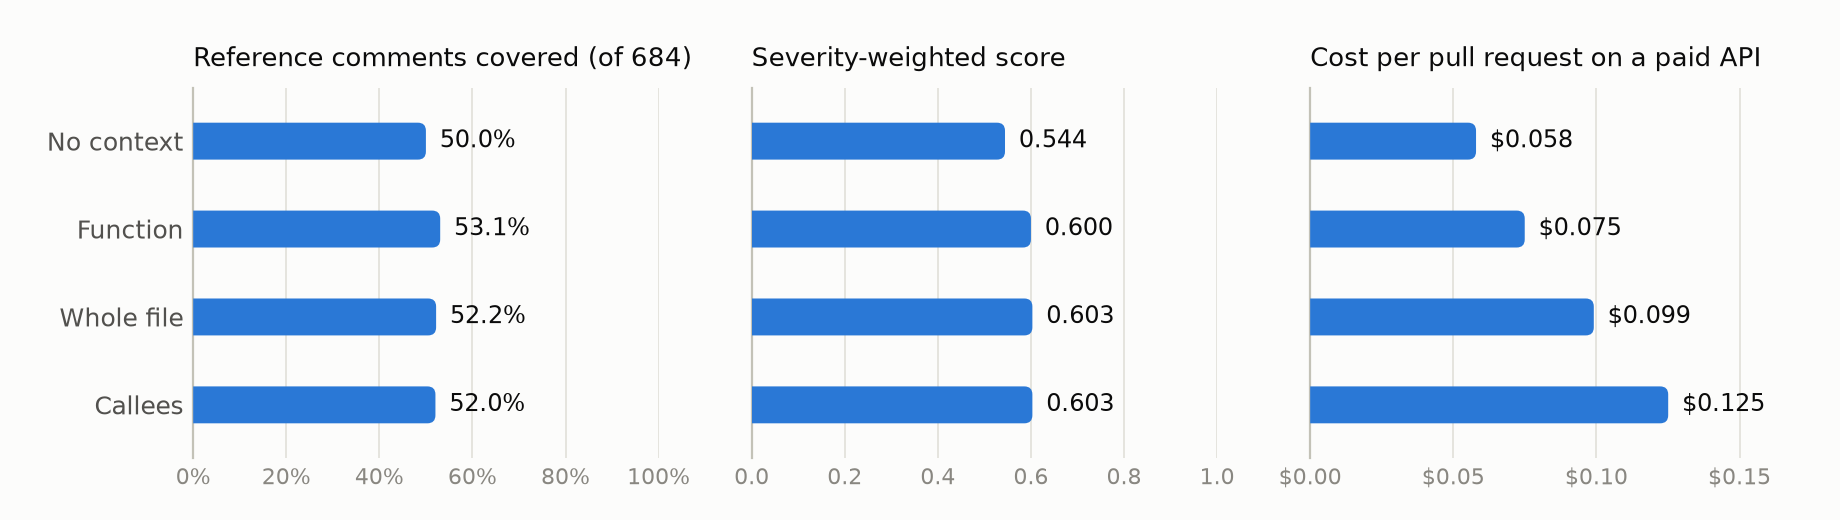 Reference comments covered (of 684)
Severity-weighted score
Cost per pull request on a paid API
No context 50.0% 0.544 $0.058
Function 53.1% 0.600 $0.075
Whole file 52.2% 0.603 $0.099
Callees 52.0% 0.603 $0.125
0% 20% 40% 60% 80% 100%
0.0 0.2 0.4 0.6 0.8 1.0
$0.00 $0.05 $0.10 $0.15